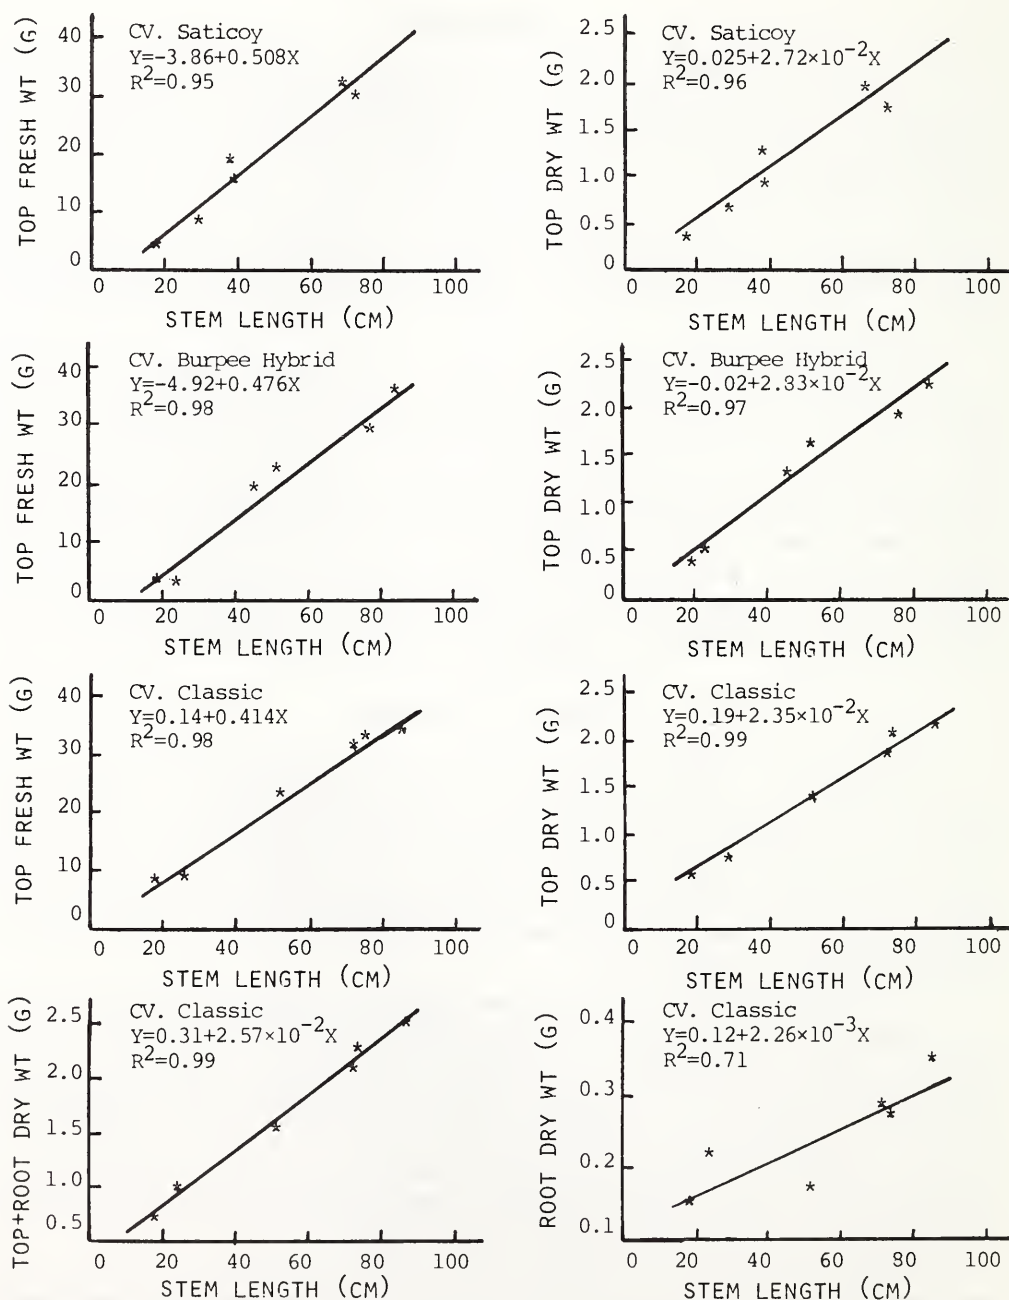 CV. Saticoy
Y=-3.86+0.508X
R²=0.95
TOP FRESH WT (G)
40
30
20
10
0
0 20 40 60 80 100
STEM LENGTH (CM)
CV. Saticoy
Y=0.025+2.72×10⁻²X
R²=0.96
TOP DRY WT (G)
2.5
2.0
1.5
1.0
0.5
0
20 40 60 80 100
STEM LENGTH (CM)
CV. Burpee Hybrid
Y=-4.92+0.476X
R²=0.98
TOP FRESH WT (G)
40
30
20
10
0
0 20 40 60 80 100
STEM LENGTH (CM)
CV. Burpee Hybrid
Y=-0.02+2.83×10⁻²X
R²=0.97
TOP DRY WT (G)
2.5
2.0
1.5
1.0
0.5
0
0 20 40 60 80 100
STEM LENGTH (CM)
CV. Classic
Y=0.14+0.414X
R²=0.98
TOP FRESH WT (G)
40
30
20
10
0
0 20 40 60 80 100
STEM LENGTH (CM)
CV. Classic
Y=0.19+2.35×10⁻²X
R²=0.99
TOP DRY WT (G)
2.5
2.0
1.5
1.0
0.5
0
0 20 40 60 80 100
STEM LENGTH (CM)
CV. Classic
Y=0.31+2.57×10⁻²X
R²=0.99
TOP+ROOT DRY WT (G)
2.5
2.0
1.5
1.0
0.5
0 20 40 60 80 100
STEM LENGTH (CM)
CV. Classic
Y=0.12+2.26×10⁻³X
R²=0.71
ROOT DRY WT (G)
0.4
0.3
0.2
0.1
0 20 40 60 80 100
STEM LENGTH (CM)